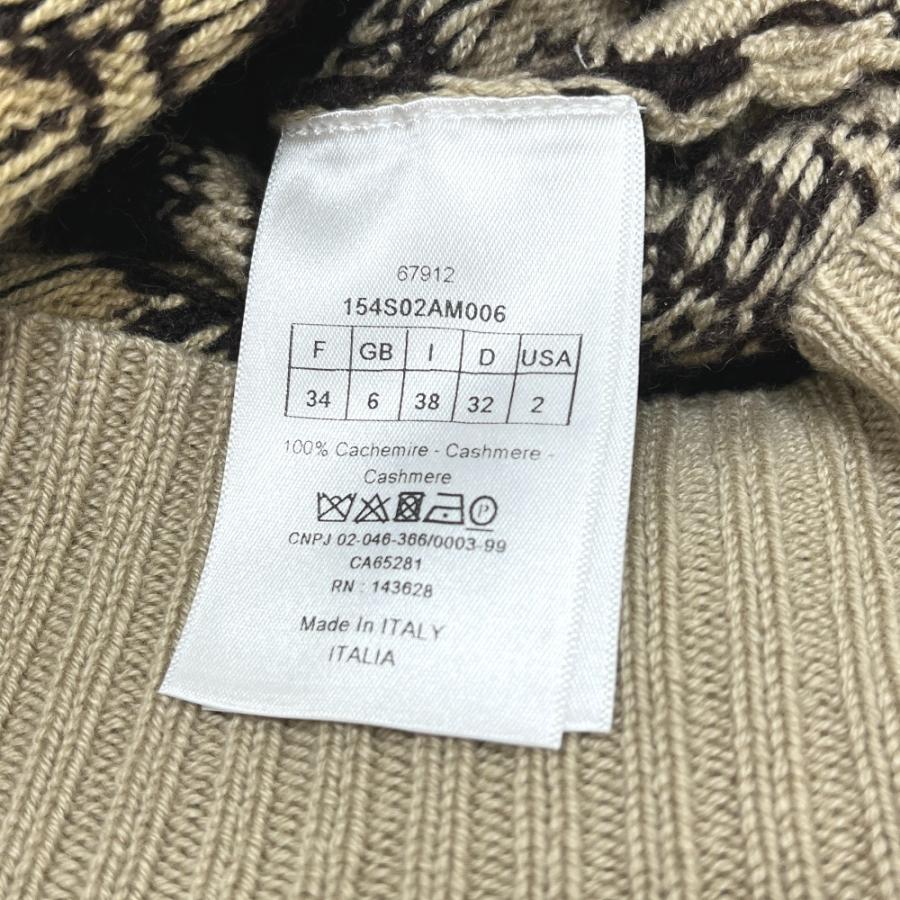 67912
154S02AM006
F GB I D USA
34 6 38 32 2
100% Cachemire - Cashmere -
Cashmere
P
CNPJ 02-046-366/0003-99
CA65281
RN : 143628
Made In ITALY
ITALIA